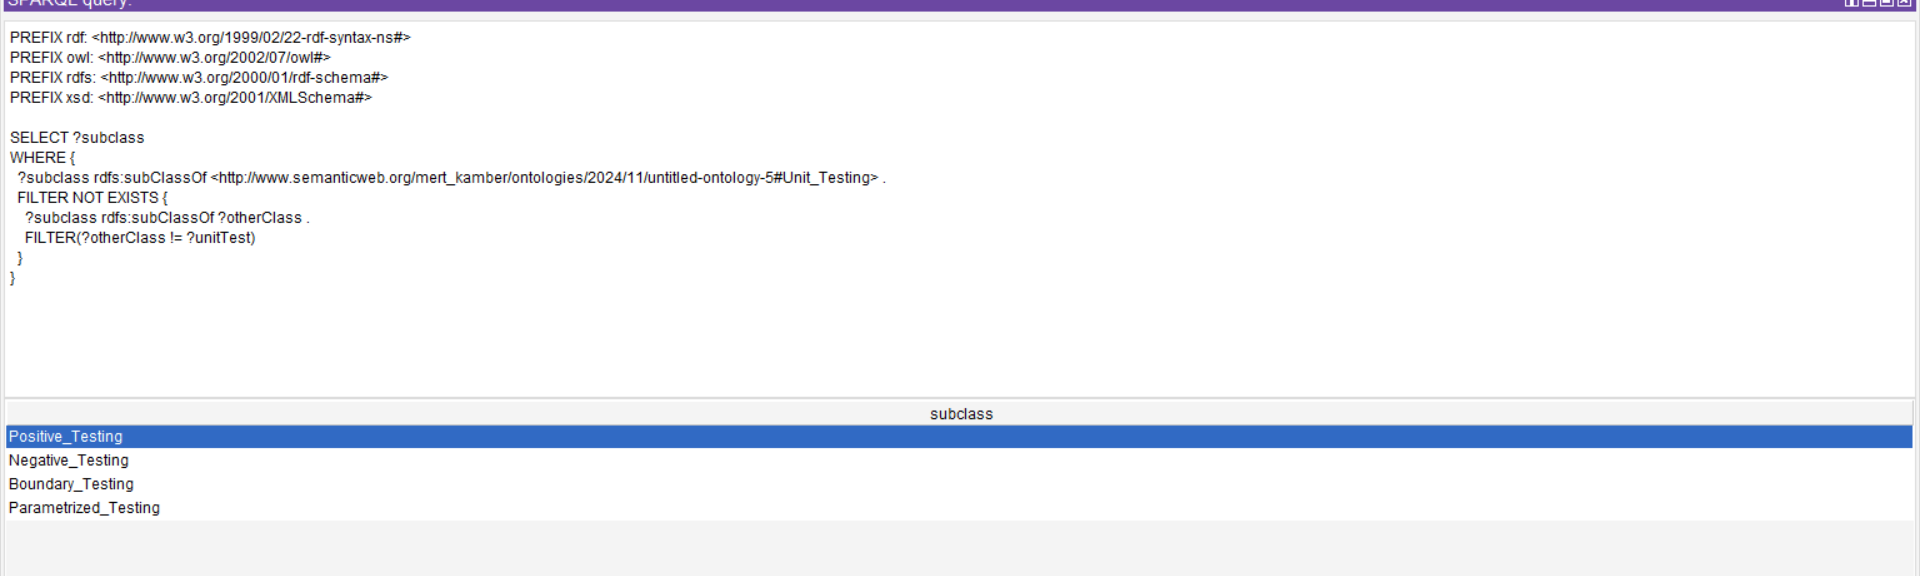 SPARQL query:
PREFIX rdf: <http://www.w3.org/1999/02/22-rdf-syntax-ns#>
PREFIX owl: <http://www.w3.org/2002/07/owl#>
PREFIX rdfs: <http://www.w3.org/2000/01/rdf-schema#>
PREFIX xsd: <http://www.w3.org/2001/XMLSchema#>
SELECT ?subclass
WHERE {
?subclass rdfs:subClassOf <http://www.semanticweb.org/mert_kamber/ontologies/2024/11/untitled-ontology-5#Unit_Testing> .
FILTER NOT EXISTS {
?subclass rdfs:subClassOf ?otherClass .
FILTER(?otherClass != ?unitTest)
}
}
subclass
Positive_Testing
Negative_Testing
Boundary_Testing
Parametrized_Testing